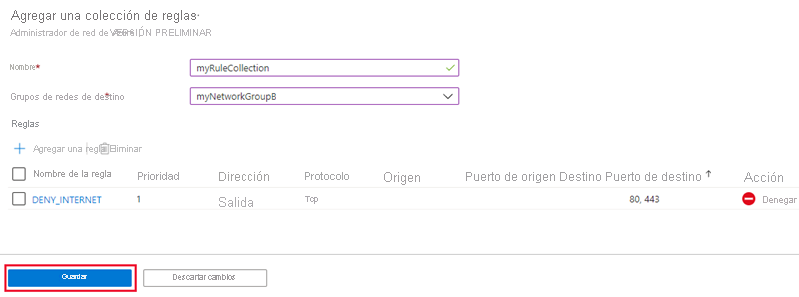 Agregar una colección de reglas
Administrador de red de VERSIÓN PRELIMINAR
Nombre*
myRuleCollection
Grupos de redes de destino*
myNetworkGroupB
Reglas
Agregar una regla Eliminar
Nombre de la regla Prioridad Dirección Protocolo Origen Puerto de origen Destino Puerto de destino ↑ Acción
DENY_INTERNET 1 Salida Tcp 80, 443 Denegar
Guardar Descartar cambios